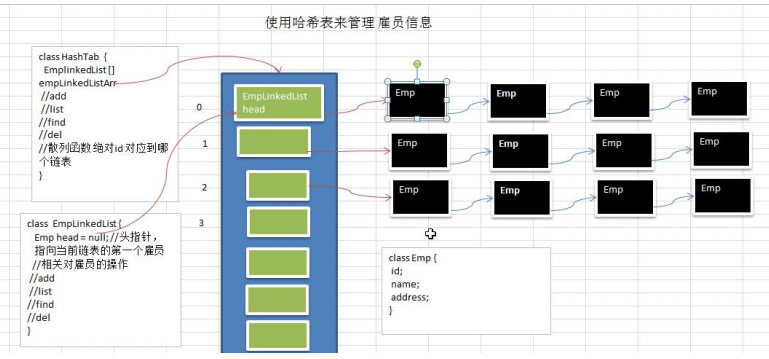 使用哈希表来管理 雇员信息
class HashTab {
EmplinkedList []
empLinkedListArr
//add
//list
//find
//del
//散列函数 绝对id 对应到哪
个链表
}
EmpLinkedList
head
0
1
2
3
Emp
Emp
Emp
Emp
Emp
Emp
Emp
Emp
Emp
Emp
Emp
Emp
class EmpLinkedList {
Emp head = null; //头指针，
指向当前链表的第一个雇员
//相关对雇员的操作
//add
//list
//find
//del
}
class Emp {
id;
name;
address;
}